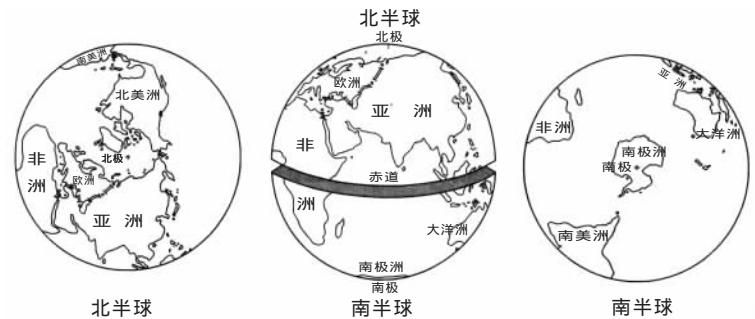 南美洲
北美洲
北极
非洲
欧洲
亚洲
北半球
北半球
北极
欧洲
亚洲
非
赤道
洲
大洋洲
南极洲
南极
南半球
亚洲
非洲
大洋洲
南极洲
南极
南美洲
南半球